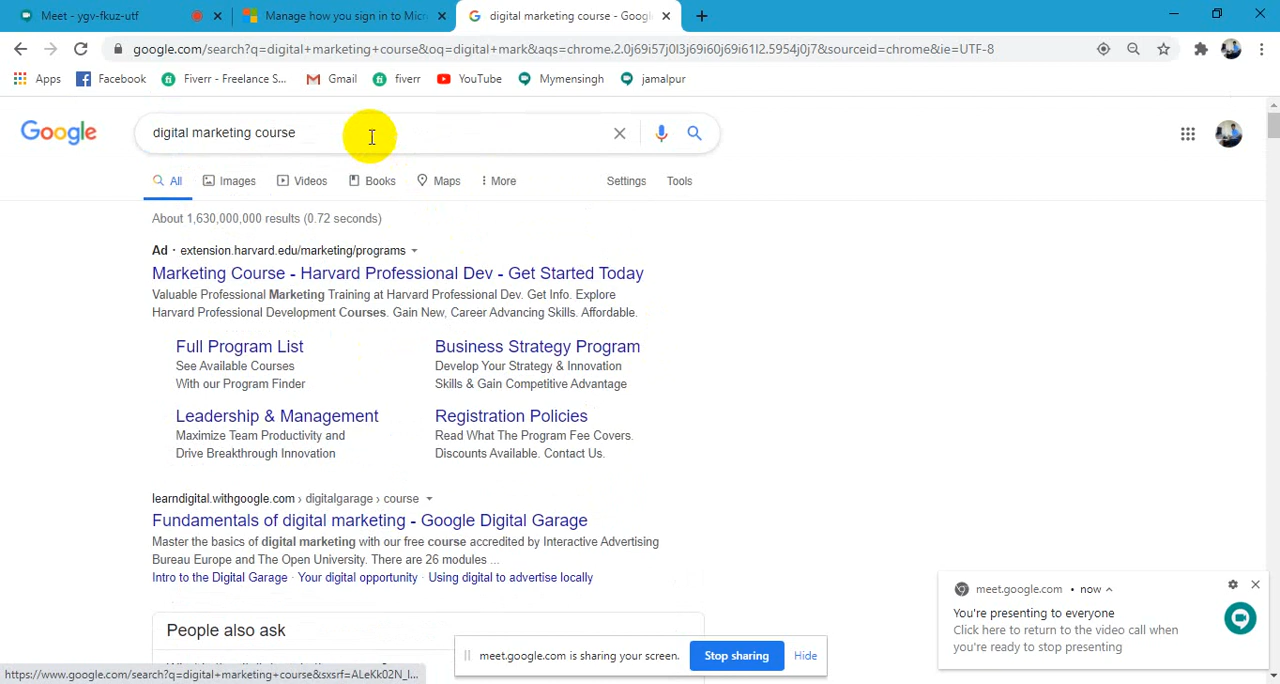 Meet - ygv-fkuz-utf
Manage how you sign in to Micr
digital marketing course - Googl
google.com/search?q=digital+marketing+course&oq=digital+mark&aqs=chrome.2.0j69i57j0l3j69i60j69i61l2.5954j0j7&sourceid=chrome&ie=UTF-8
Apps
Facebook
Fiverr - Freelance S...
Gmail
fiverr
YouTube
Mymensingh
jamalpur
Google
digital marketing course
All
Images
Videos
Books
Maps
More
Settings
Tools
About 1,630,000,000 results (0.72 seconds)
Ad · extension.harvard.edu/marketing/programs
Marketing Course - Harvard Professional Dev - Get Started Today
Valuable Professional Marketing Training at Harvard Professional Dev. Get Info. Explore
Harvard Professional Development Courses. Gain New, Career Advancing Skills. Affordable.
Full Program List
See Available Courses
With our Program Finder
Business Strategy Program
Develop Your Strategy & Innovation
Skills & Gain Competitive Advantage
Leadership & Management
Maximize Team Productivity and
Drive Breakthrough Innovation
Registration Policies
Read What The Program Fee Covers.
Discounts Available. Contact Us.
learndigital.withgoogle.com › digitalgarage › course
Fundamentals of digital marketing - Google Digital Garage
Master the basics of digital marketing with our free course accredited by Interactive Advertising
Bureau Europe and The Open University. There are 26 modules ...
Intro to the Digital Garage · Your digital opportunity · Using digital to advertise locally
People also ask
meet.google.com • now
You're presenting to everyone
Click here to return to the video call when
you're ready to stop presenting
meet.google.com is sharing your screen.
Stop sharing
Hide
https://www.google.com/search?q=digital+marketing+course&sxsrf=ALeKk02N_I...